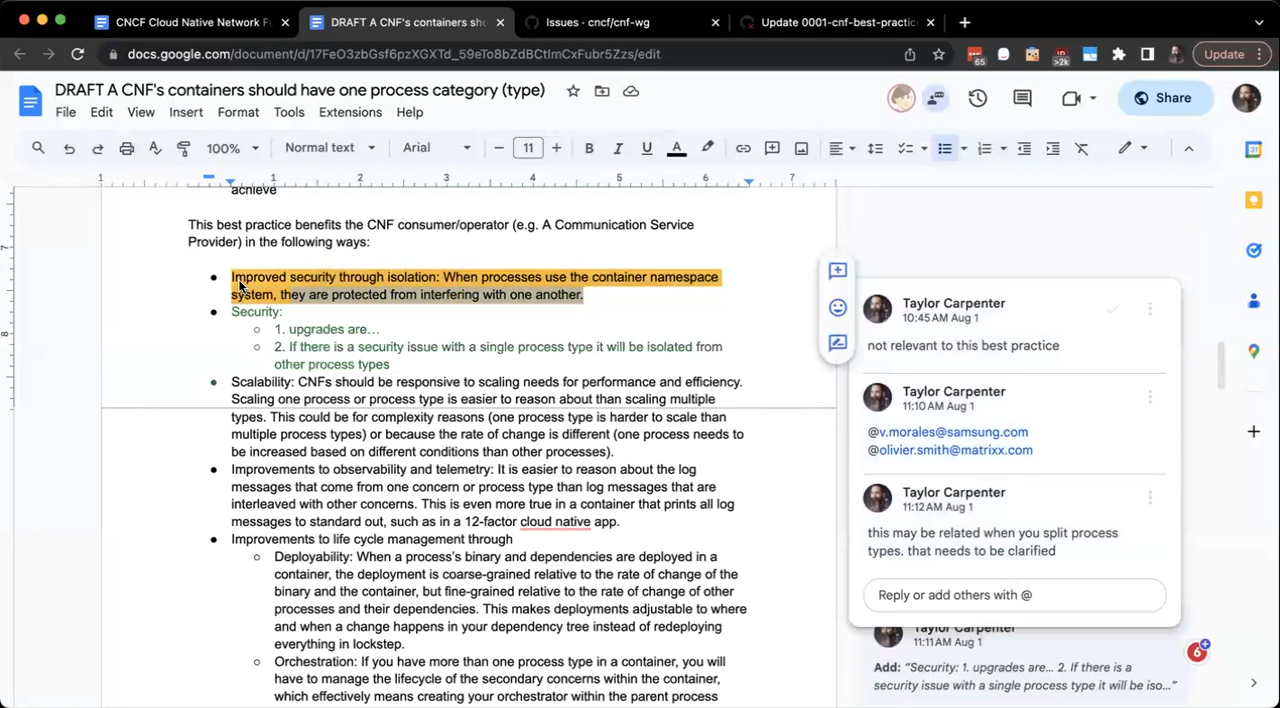 CNCF Cloud Native Network Fu
DRAFT A CNF's containers sho
Issues · cncf/cnf-wg
Update 0001-cnf-best-practic
docs.google.com/document/d/17FeO3zbGsf6pzXGXTd_59eTo8bZdBCtlmCxFubr5Zzs/edit
65
>2k
Update
DRAFT A CNF's containers should have one process category (type)
File Edit View Insert Format Tools Extensions Help
Share
100% Normal text Arial 11
1 1 2 3 4 5 6 7
7
8
achieve
This best practice benefits the CNF consumer/operator (e.g. A Communication Service
Provider) in the following ways:
Improved security through isolation: When processes use the container namespace
system, they are protected from interfering with one another.
Security:
1. upgrades are…
2. If there is a security issue with a single process type it will be isolated from
other process types
Scalability: CNFs should be responsive to scaling needs for performance and efficiency.
Scaling one process or process type is easier to reason about than scaling multiple
types. This could be for complexity reasons (one process type is harder to scale than
multiple process types) or because the rate of change is different (one process needs to
be increased based on different conditions than other processes).
Improvements to observability and telemetry: It is easier to reason about the log
messages that come from one concern or process type than log messages that are
interleaved with other concerns. This is even more true in a container that prints all log
messages to standard out, such as in a 12-factor cloud native app.
Improvements to life cycle management through
Deployability: When a process's binary and dependencies are deployed in a
container, the deployment is coarse-grained relative to the rate of change of the
binary and the container, but fine-grained relative to the rate of change of other
processes and their dependencies. This makes deployments adjustable to where
and when a change happens in your dependency tree instead of redeploying
everything in lockstep.
Orchestration: If you have more than one process type in a container, you will
have to manage the lifecycle of the secondary concerns within the container,
which effectively means creating your orchestrator within the parent process
Taylor Carpenter
10:45 AM Aug 1
not relevant to this best practice
Taylor Carpenter
11:10 AM Aug 1
@v.morales@samsung.com
@olivier.smith@matrixx.com
Taylor Carpenter
11:12 AM Aug 1
this may be related when you split process
types. that needs to be clarified
Reply or add others with @
Taylor Carpenter
11:11 AM Aug 1
6
Add: “Security: 1. upgrades are… 2. If there is a
security issue with a single process type it will be iso…”